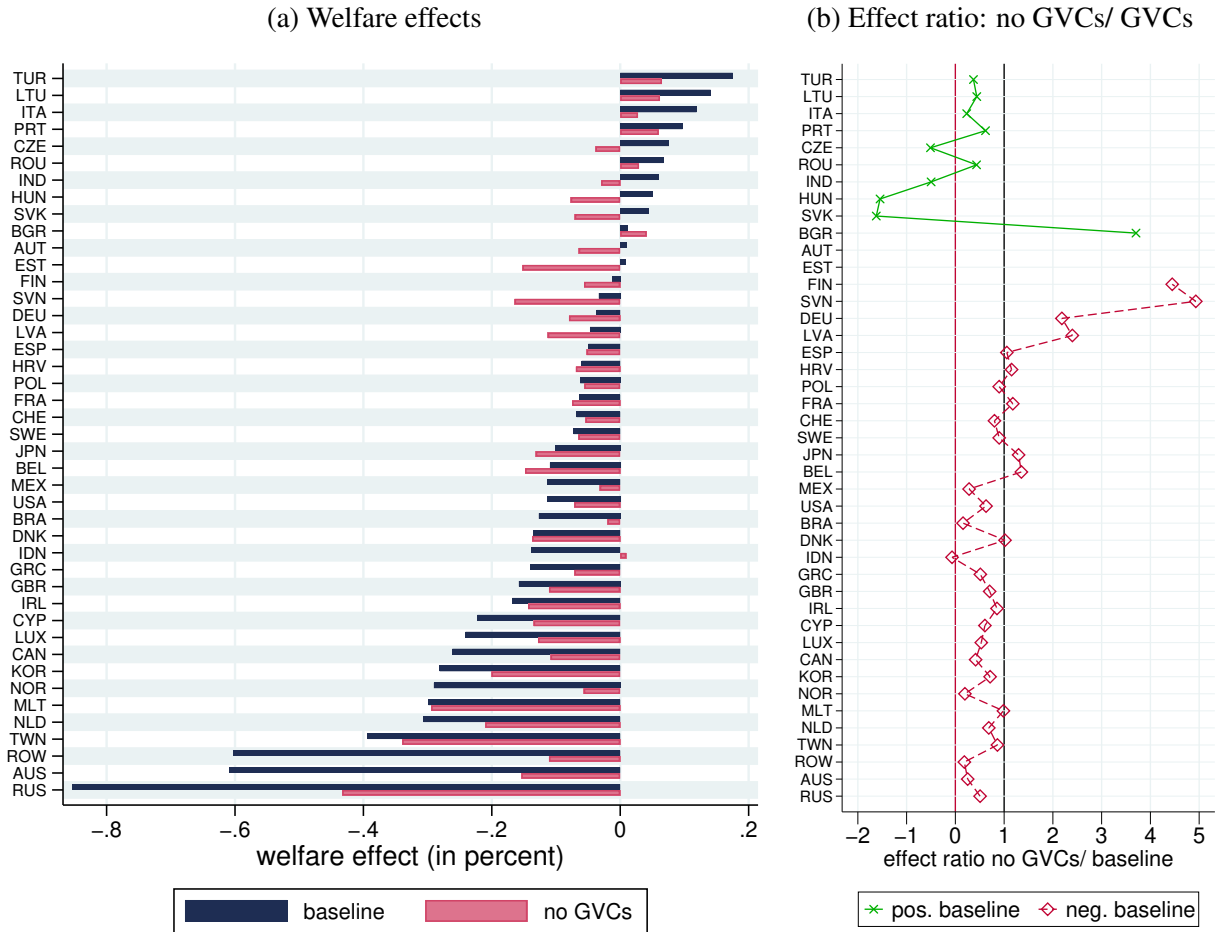 (a) Welfare effects
TUR
LTU
ITA
PRT
CZE
ROU
IND
HUN
SVK
BGR
AUT
EST
FIN
SVN
DEU
LVA
ESP
HRV
POL
FRA
CHE
SWE
JPN
BEL
MEX
USA
BRA
DNK
IDN
GRC
GBR
IRL
CYP
LUX
CAN
KOR
NOR
MLT
NLD
TWN
ROW
AUS
RUS
-.8 -.6 -.4 -.2 0 .2
welfare effect (in percent)
baseline no GVCs
(b) Effect ratio: no GVCs/ GVCs
TUR
LTU
ITA
PRT
CZE
ROU
IND
HUN
SVK
BGR
AUT
EST
FIN
SVN
DEU
LVA
ESP
HRV
POL
FRA
CHE
SWE
JPN
BEL
MEX
USA
BRA
DNK
IDN
GRC
GBR
IRL
CYP
LUX
CAN
KOR
NOR
MLT
NLD
TWN
ROW
AUS
RUS
-2 -1 0 1 2 3 4 5
effect ratio no GVCs/ baseline
pos. baseline neg. baseline